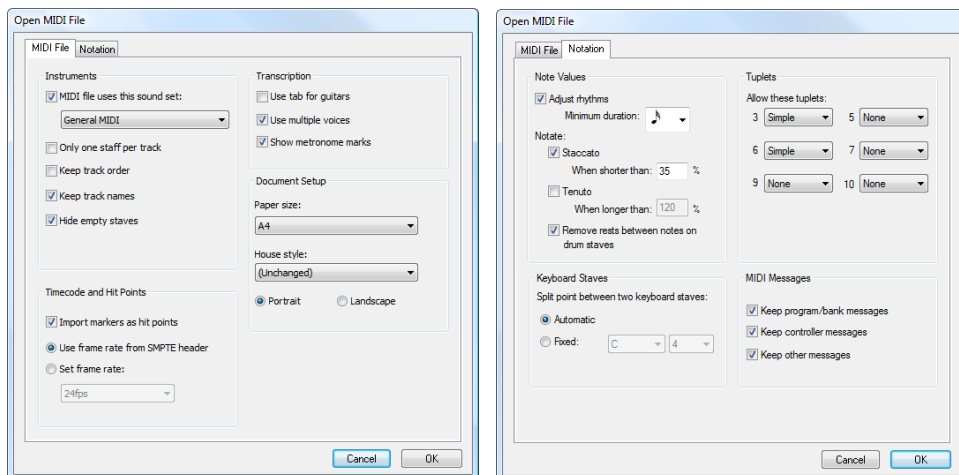 Open MIDI File
MIDI File Notation
Instruments
MIDI file uses this sound set:
General MIDI
Only one staff per track
Keep track order
Keep track names
Hide empty staves
Timecode and Hit Points
Import markers as hit points
Use frame rate from SMPTE header
Set frame rate:
24fps
Transcription
Use tab for guitars
Use multiple voices
Show metronome marks
Document Setup
Paper size:
A4
House style:
(Unchanged)
Portrait Landscape
Cancel OK
Open MIDI File
MIDI File Notation
Note Values
Adjust rhythms
Minimum duration:
Notate:
Staccato
When shorter than: 35 %
Tenuto
When longer than: 120 %
Remove rests between notes on
drum staves
Keyboard Staves
Split point between two keyboard staves:
Automatic
Fixed: C 4
Tuplets
Allow these tuplets:
3 Simple 5 None
6 Simple 7 None
9 None 10 None
MIDI Messages
Keep program/bank messages
Keep controller messages
Keep other messages
Cancel OK